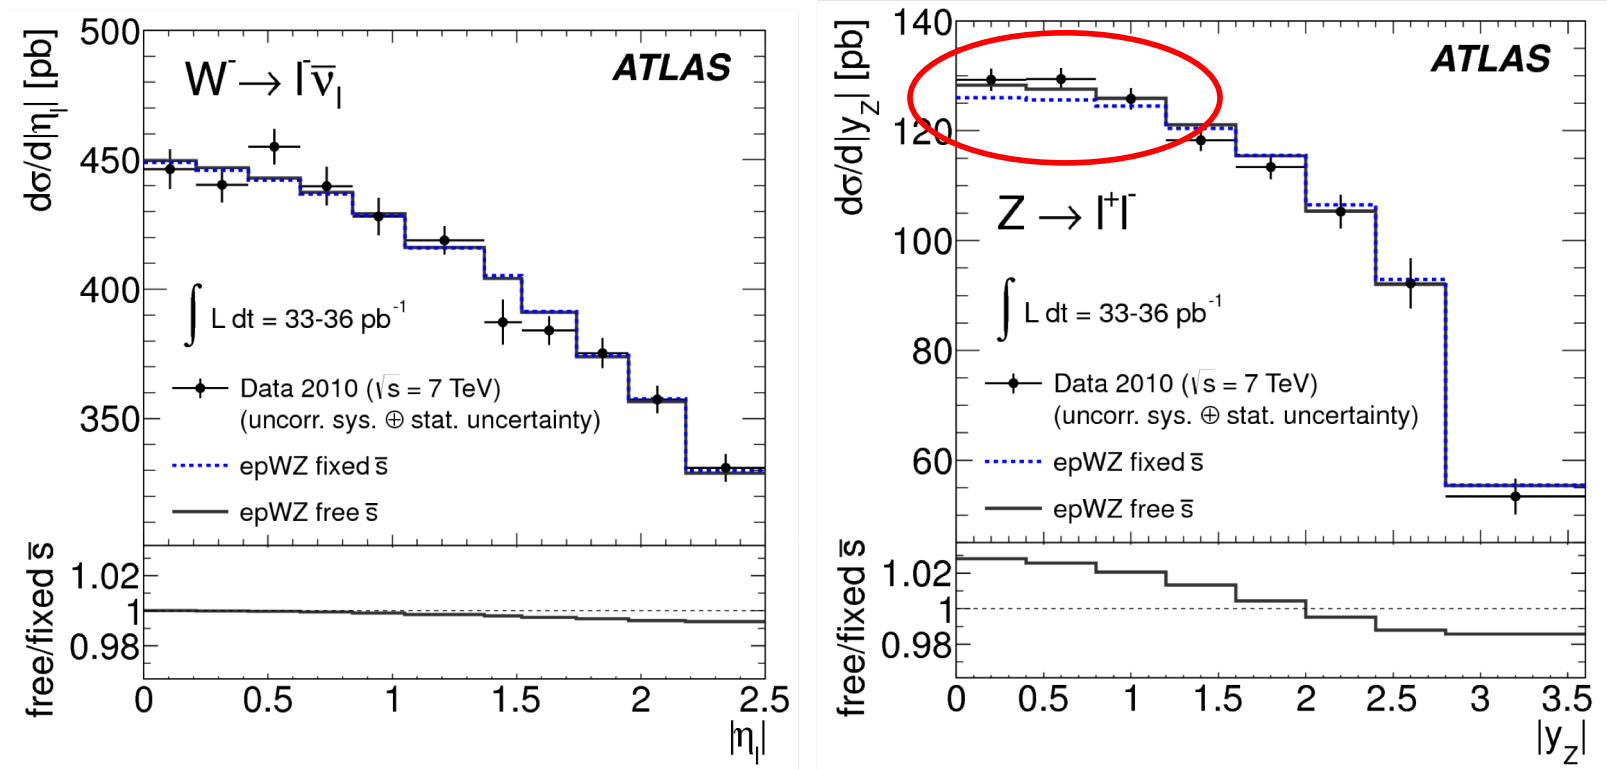 500
450
400
350
dσ/d|η_l| [pb]
W⁻ → l⁻ν̄_l
ATLAS
∫ L dt = 33-36 pb⁻¹
Data 2010 (√s = 7 TeV)
(uncorr. sys. ⊕ stat. uncertainty)
epWZ fixed s̄
epWZ free s̄
free/fixed s̄
1.02
1
0.98
0 0.5 1 1.5 2 2.5
|η_l|
140
120
100
80
60
dσ/d|y_Z| [pb]
ATLAS
Z → l⁺l⁻
∫ L dt = 33-36 pb⁻¹
Data 2010 (√s = 7 TeV)
(uncorr. sys. ⊕ stat. uncertainty)
epWZ fixed s̄
epWZ free s̄
free/fixed s̄
1.02
1
0.98
0 0.5 1 1.5 2 2.5 3 3.5
|y_Z|